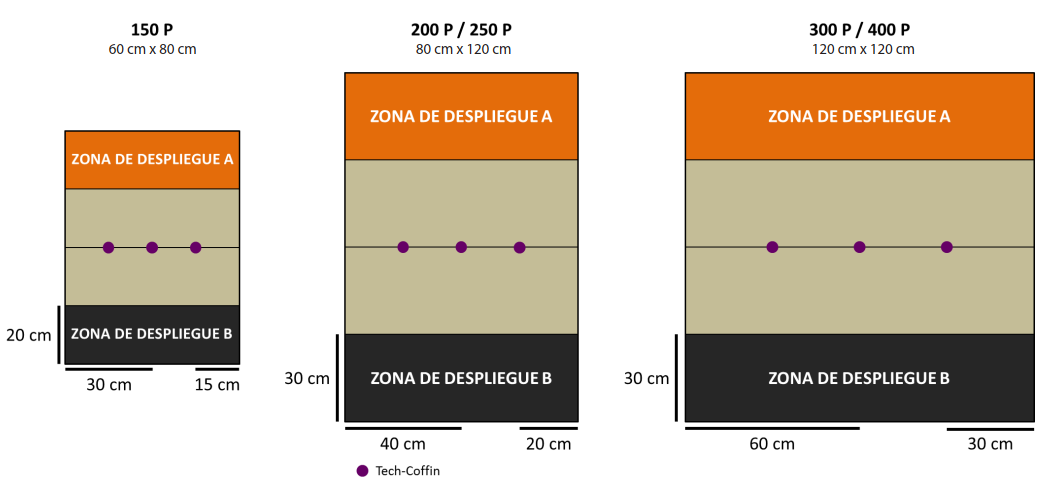 150 P
60 cm x 80 cm
ZONA DE DESPLIEGUE A
ZONA DE DESPLIEGUE B
20 cm
30 cm
15 cm
200 P / 250 P
80 cm x 120 cm
ZONA DE DESPLIEGUE A
ZONA DE DESPLIEGUE B
30 cm
40 cm
20 cm
Tech-Coffin
300 P / 400 P
120 cm x 120 cm
ZONA DE DESPLIEGUE A
ZONA DE DESPLIEGUE B
30 cm
60 cm
30 cm